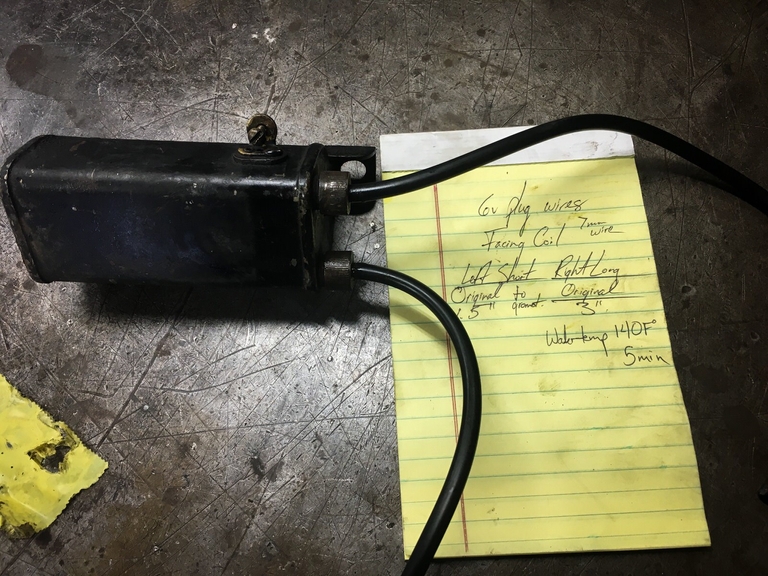 6v plug wires
Facing Coil 7mm wire
Left Short Right Long
Original to gromet Original
1.5" 3"
Water temp 140F°
5min